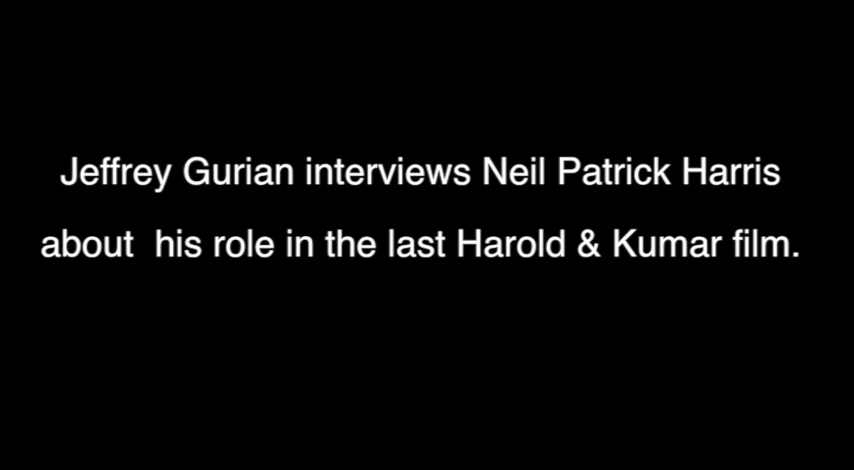 Jeffrey Gurian interviews Neil Patrick Harris
about  his role in the last Harold & Kumar film.